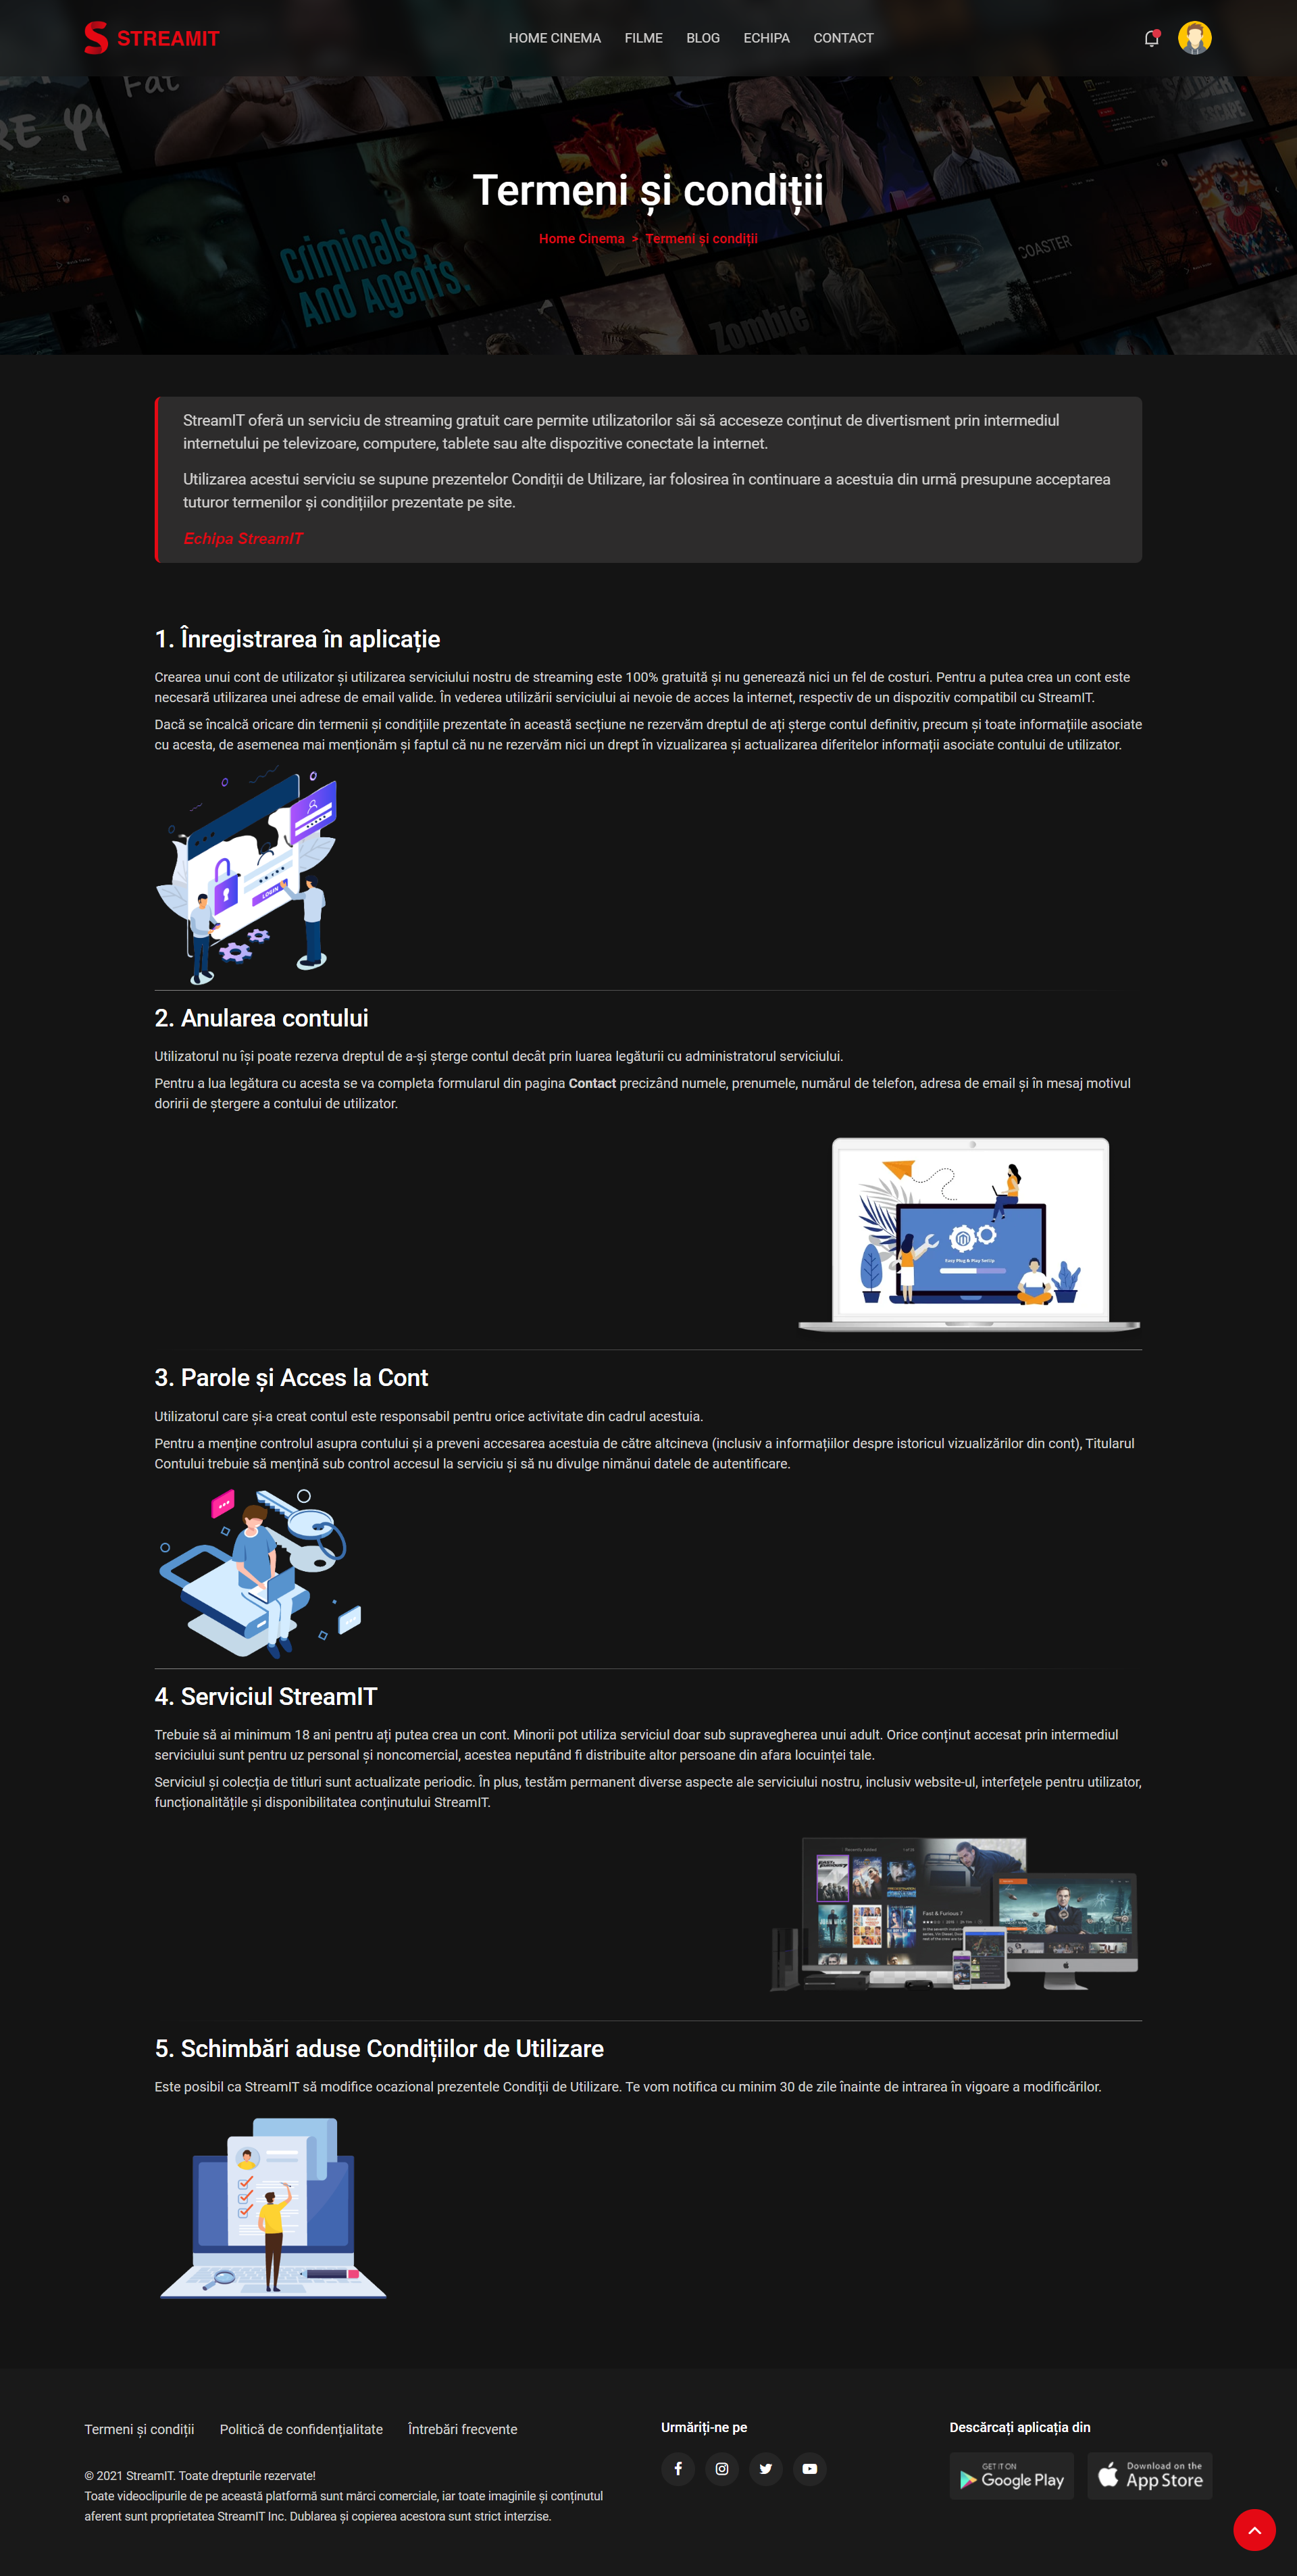 STREAMIT
HOME CINEMA FILME BLOG ECHIPA CONTACT
Fat
Criminals
And Agents.
COASTER
Zombie
Termeni și condiții
Home Cinema > Termeni și condiții
StreamIT oferă un serviciu de streaming gratuit care permite utilizatorilor săi să acceseze conținut de divertisment prin intermediul
internetului pe televizoare, computere, tablete sau alte dispozitive conectate la internet.
Utilizarea acestui serviciu se supune prezentelor Condiții de Utilizare, iar folosirea în continuare a acestuia din urmă presupune acceptarea
tuturor termenilor și condițiilor prezentate pe site.
Echipa StreamIT
1. Înregistrarea în aplicație
Crearea unui cont de utilizator și utilizarea serviciului nostru de streaming este 100% gratuită și nu generează nici un fel de costuri. Pentru a putea crea un cont este
necesară utilizarea unei adrese de email valide. În vederea utilizării serviciului ai nevoie de acces la internet, respectiv de un dispozitiv compatibil cu StreamIT.
Dacă se încalcă oricare din termenii și condițiile prezentate în această secțiune ne rezervăm dreptul de ați șterge contul definitiv, precum și toate informațiile asociate
cu acesta, de asemenea mai menționăm și faptul că nu ne rezervăm nici un drept în vizualizarea și actualizarea diferitelor informații asociate contului de utilizator.
LOGIN
2. Anularea contului
Utilizatorul nu își poate rezerva dreptul de a-și șterge contul decât prin luarea legăturii cu administratorul serviciului.
Pentru a lua legătura cu acesta se va completa formularul din pagina Contact precizând numele, prenumele, numărul de telefon, adresa de email și în mesaj motivul
doririi de ștergere a contului de utilizator.
Easy Plug & Play SetUp
3. Parole și Acces la Cont
Utilizatorul care și-a creat contul este responsabil pentru orice activitate din cadrul acestuia.
Pentru a menține controlul asupra contului și a preveni accesarea acestuia de către altcineva (inclusiv a informațiilor despre istoricul vizualizărilor din cont), Titularul
Contului trebuie să mențină sub control accesul la serviciu și să nu divulge nimănui datele de autentificare.
4. Serviciul StreamIT
Trebuie să ai minimum 18 ani pentru ați putea crea un cont. Minorii pot utiliza serviciul doar sub supravegherea unui adult. Orice conținut accesat prin intermediul
serviciului sunt pentru uz personal și noncomercial, acestea neputând fi distribuite altor persoane din afara locuinței tale.
Serviciul și colecția de titluri sunt actualizate periodic. În plus, testăm permanent diverse aspecte ale serviciului nostru, inclusiv website-ul, interfețele pentru utilizator,
funcționalitățile și disponibilitatea conținutului StreamIT.
Recently Added
Fast & Furious 7
5. Schimbări aduse Condițiilor de Utilizare
Este posibil ca StreamIT să modifice ocazional prezentele Condiții de Utilizare. Te vom notifica cu minim 30 de zile înainte de intrarea în vigoare a modificărilor.
Termeni și condiții Politică de confidențialitate Întrebări frecvente
© 2021 StreamIT. Toate drepturile rezervate!
Toate videoclipurile de pe această platformă sunt mărci comerciale, iar toate imaginile și conținutul
aferent sunt proprietatea StreamIT Inc. Dublarea și copierea acestora sunt strict interzise.
Urmăriți-ne pe
Descărcați aplicația din
GET IT ON
Google Play
Download on the
App Store